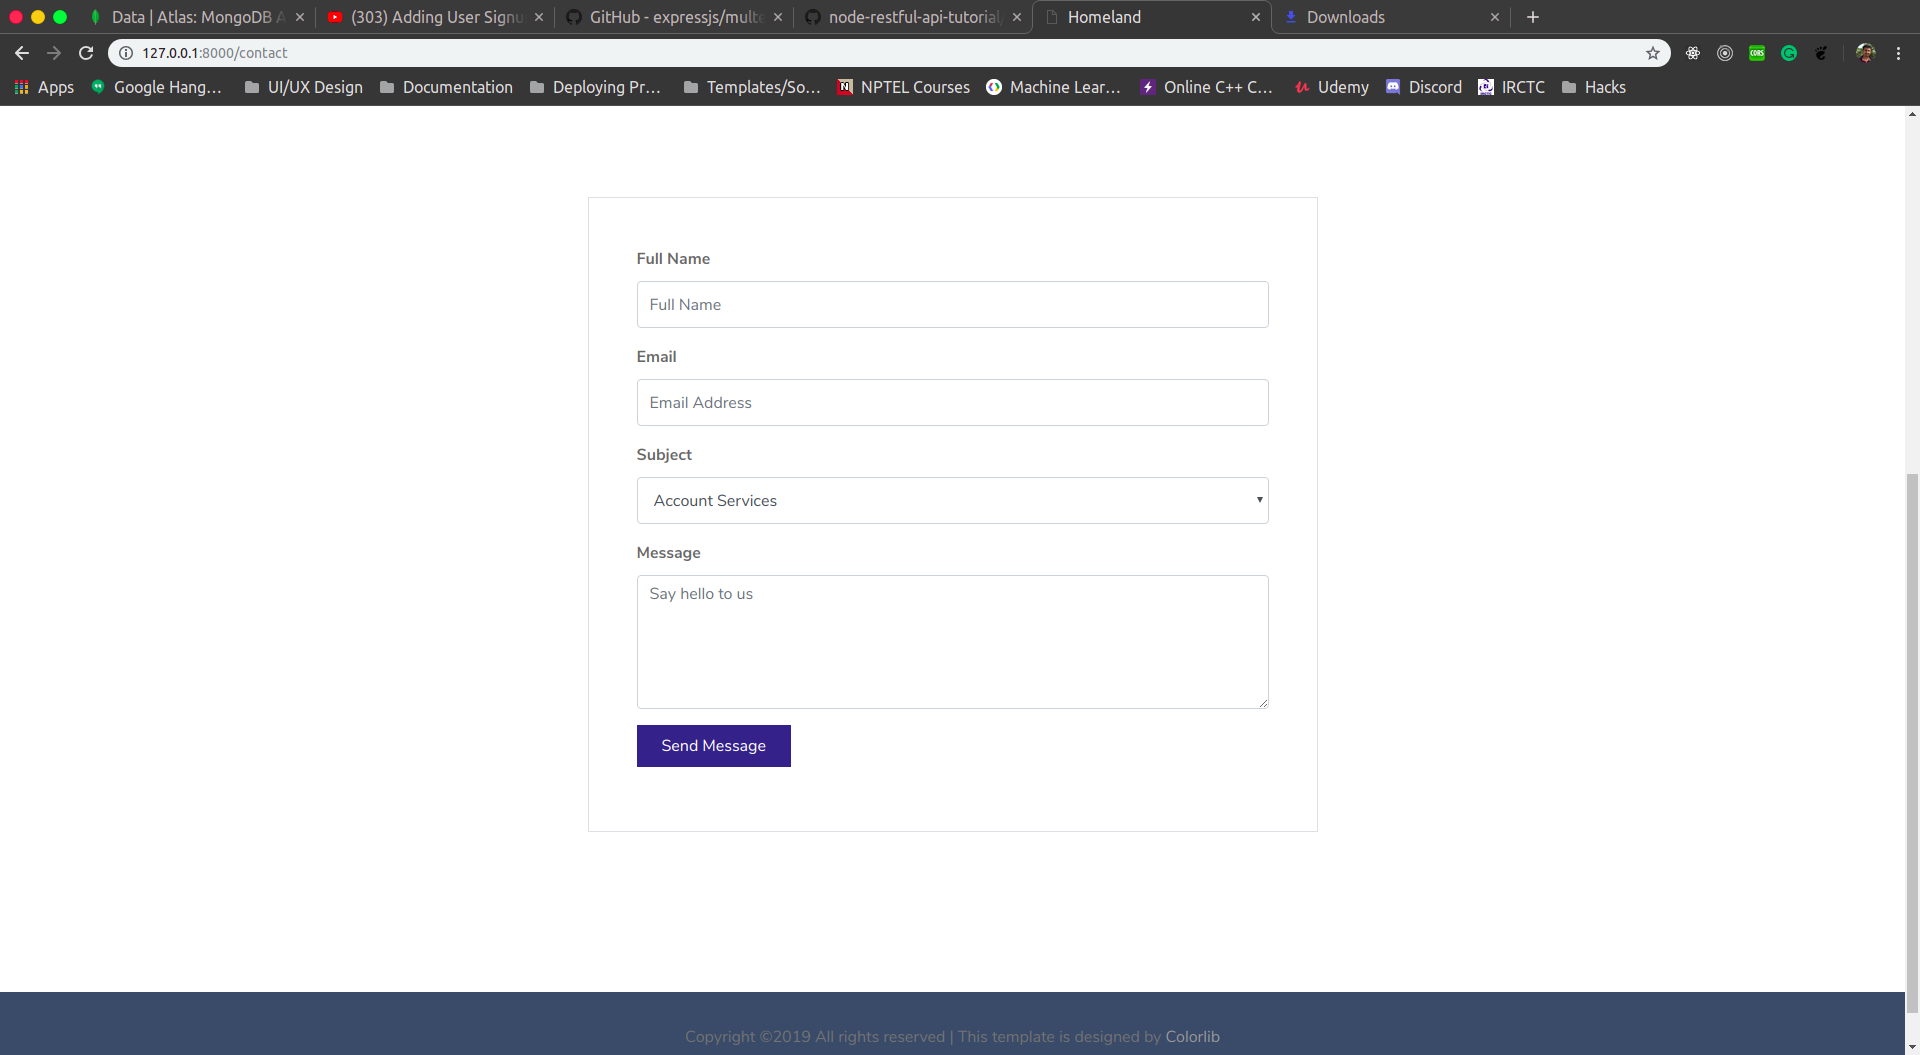 Data | Atlas: MongoDB A
(303) Adding User Signu
GitHub - expressjs/multe
node-restful-api-tutorial
Homeland
Downloads
127.0.0.1:8000/contact
Apps
Google Hang...
UI/UX Design
Documentation
Deploying Pr...
Templates/So...
NPTEL Courses
Machine Lear...
Online C++ C...
Udemy
Discord
IRCTC
Hacks
Full Name
Full Name
Email
Email Address
Subject
Account Services
Message
Say hello to us
Send Message
Copyright ©2019 All rights reserved | This template is designed by Colorlib